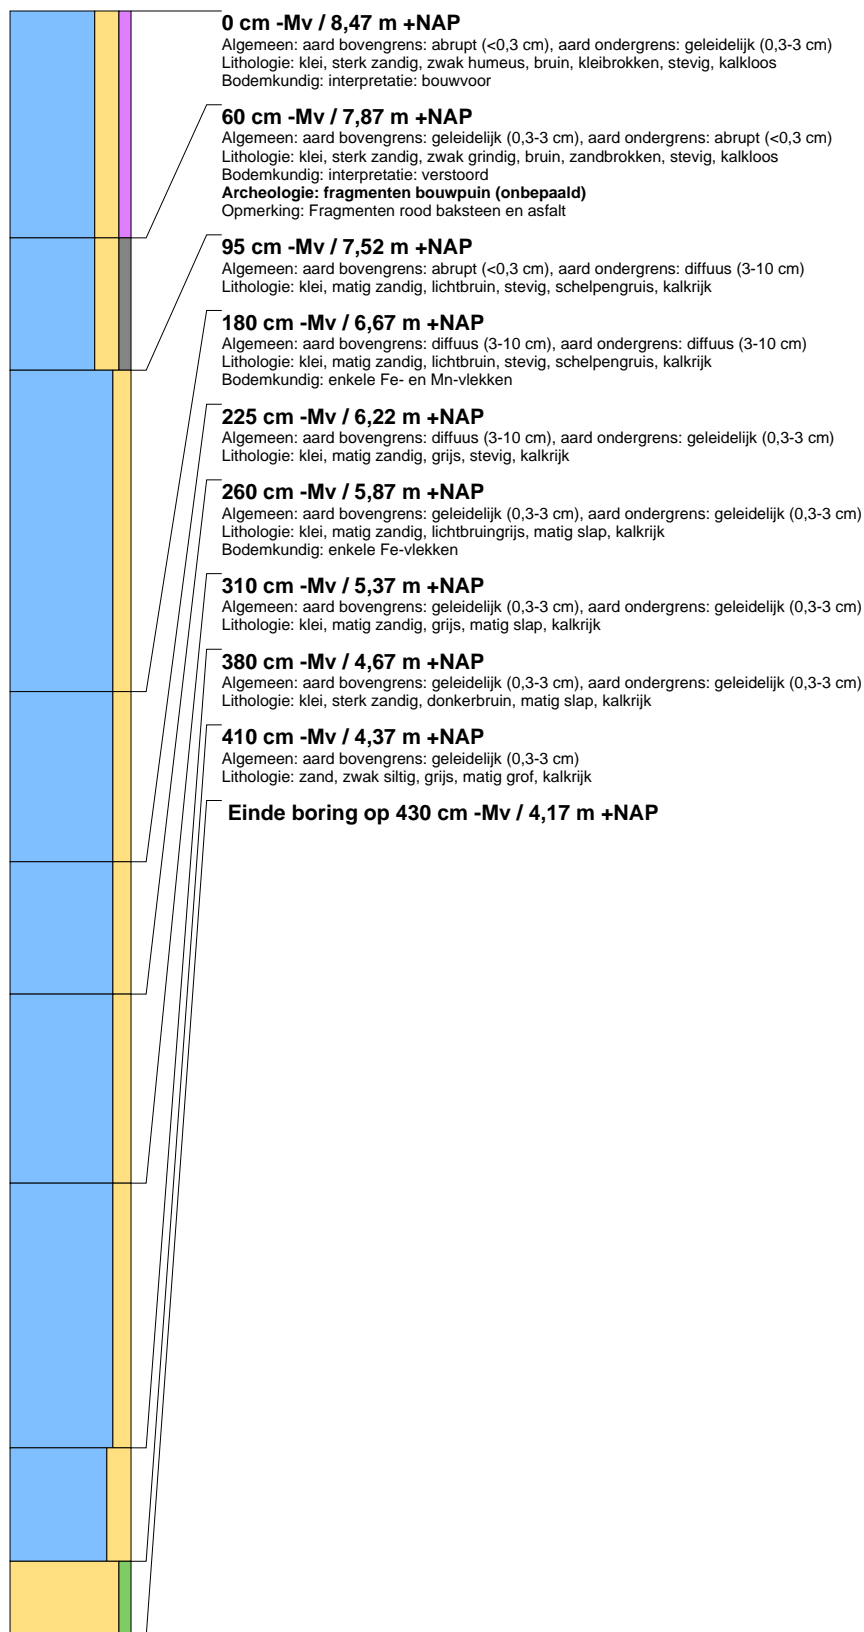 0 cm -Mv / 8,47 m +NAP
Algemeen: aard bovengrens: abrupt (<0,3 cm), aard ondergrens: geleidelijk (0,3-3 cm)
Lithologie: klei, sterk zandig, zwak humeus, bruin, kleibrokken, stevig, kalkloos
Bodemkundig: interpretatie: bouwvoor
60 cm -Mv / 7,87 m +NAP
Algemeen: aard bovengrens: geleidelijk (0,3-3 cm), aard ondergrens: abrupt (<0,3 cm)
Lithologie: klei, sterk zandig, zwak grindig, bruin, zandbrokken, stevig, kalkloos
Bodemkundig: interpretatie: verstoord
Archeologie: fragmenten bouwpuin (onbepaald)
Opmerking: Fragmenten rood baksteen en asfalt
95 cm -Mv / 7,52 m +NAP
Algemeen: aard bovengrens: abrupt (<0,3 cm), aard ondergrens: diffuus (3-10 cm)
Lithologie: klei, matig zandig, lichtbruin, stevig, schelpengruis, kalkrijk
180 cm -Mv / 6,67 m +NAP
Algemeen: aard bovengrens: diffuus (3-10 cm), aard ondergrens: diffuus (3-10 cm)
Lithologie: klei, matig zandig, lichtbruin, stevig, schelpengruis, kalkrijk
Bodemkundig: enkele Fe- en Mn-vlekken
225 cm -Mv / 6,22 m +NAP
Algemeen: aard bovengrens: diffuus (3-10 cm), aard ondergrens: geleidelijk (0,3-3 cm)
Lithologie: klei, matig zandig, grijs, stevig, kalkrijk
260 cm -Mv / 5,87 m +NAP
Algemeen: aard bovengrens: geleidelijk (0,3-3 cm), aard ondergrens: geleidelijk (0,3-3 cm)
Lithologie: klei, matig zandig, lichtbruingrijs, matig slap, kalkrijk
Bodemkundig: enkele Fe-vlekken
310 cm -Mv / 5,37 m +NAP
Algemeen: aard bovengrens: geleidelijk (0,3-3 cm), aard ondergrens: geleidelijk (0,3-3 cm)
Lithologie: klei, matig zandig, grijs, matig slap, kalkrijk
380 cm -Mv / 4,67 m +NAP
Algemeen: aard bovengrens: geleidelijk (0,3-3 cm), aard ondergrens: geleidelijk (0,3-3 cm)
Lithologie: klei, sterk zandig, donkerbruin, matig slap, kalkrijk
410 cm -Mv / 4,37 m +NAP
Algemeen: aard bovengrens: geleidelijk (0,3-3 cm)
Lithologie: zand, zwak siltig, grijs, matig grof, kalkrijk
Einde boring op 430 cm -Mv / 4,17 m +NAP